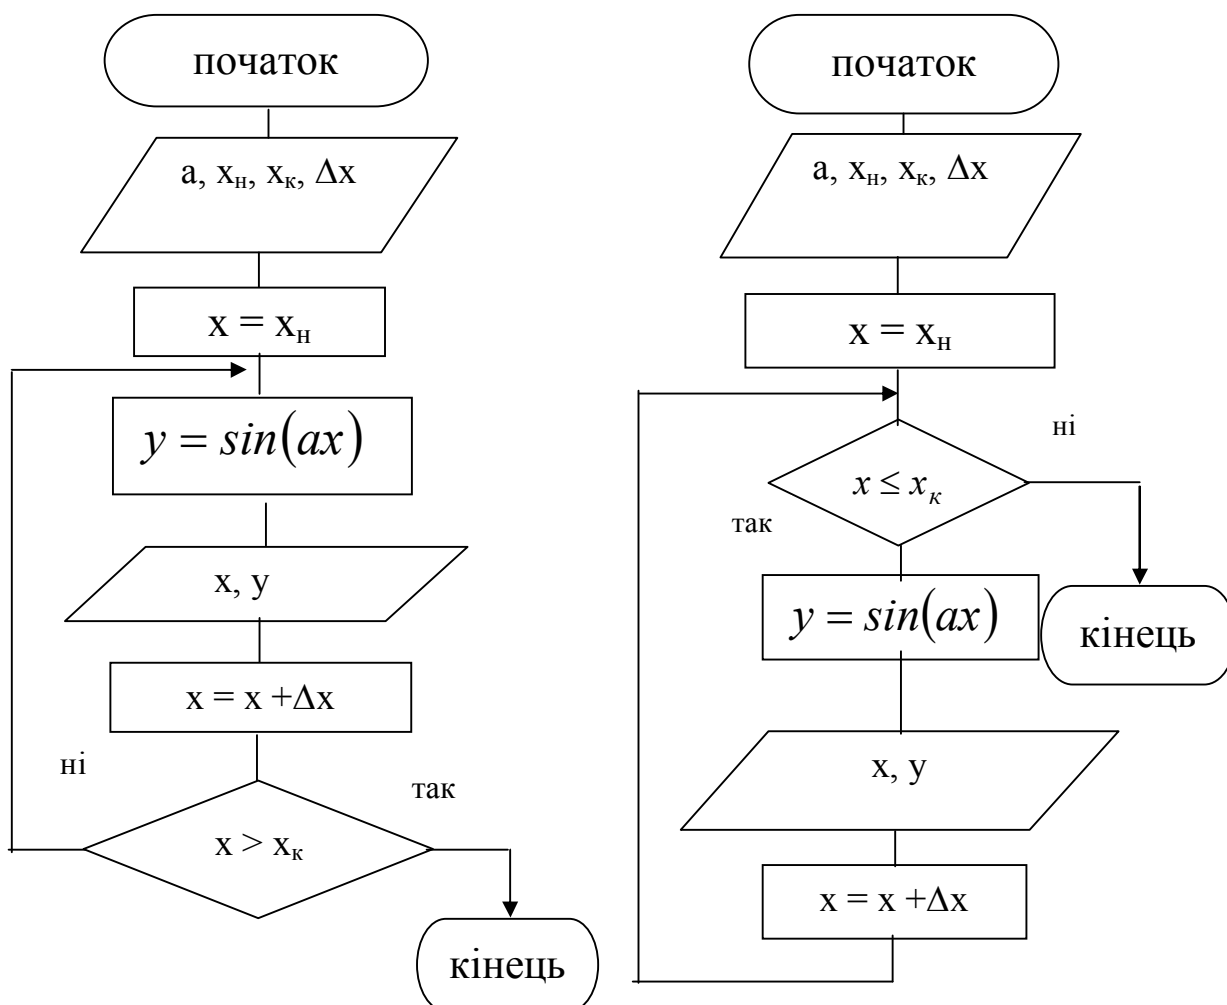 початок
а, xн, xк, Δx
x = xн
y = sin(ax)
x, y
x = x +Δx
ні
так
x > xк
кінець
початок
а, xн, xк, Δx
x = xн
ні
x ≤ xк
так
y = sin(ax)
кінець
x, y
x = x +Δx